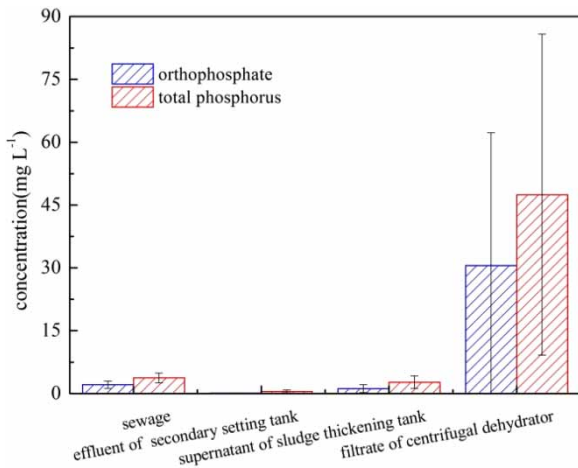 90
75
60
45
30
15
0
concentration(mg L⁻¹)
orthophosphate
total phosphorus
sewage
effluent of secondary setting tank
supernatant of sludge thickening tank
filtrate of centrifugal dehydrator